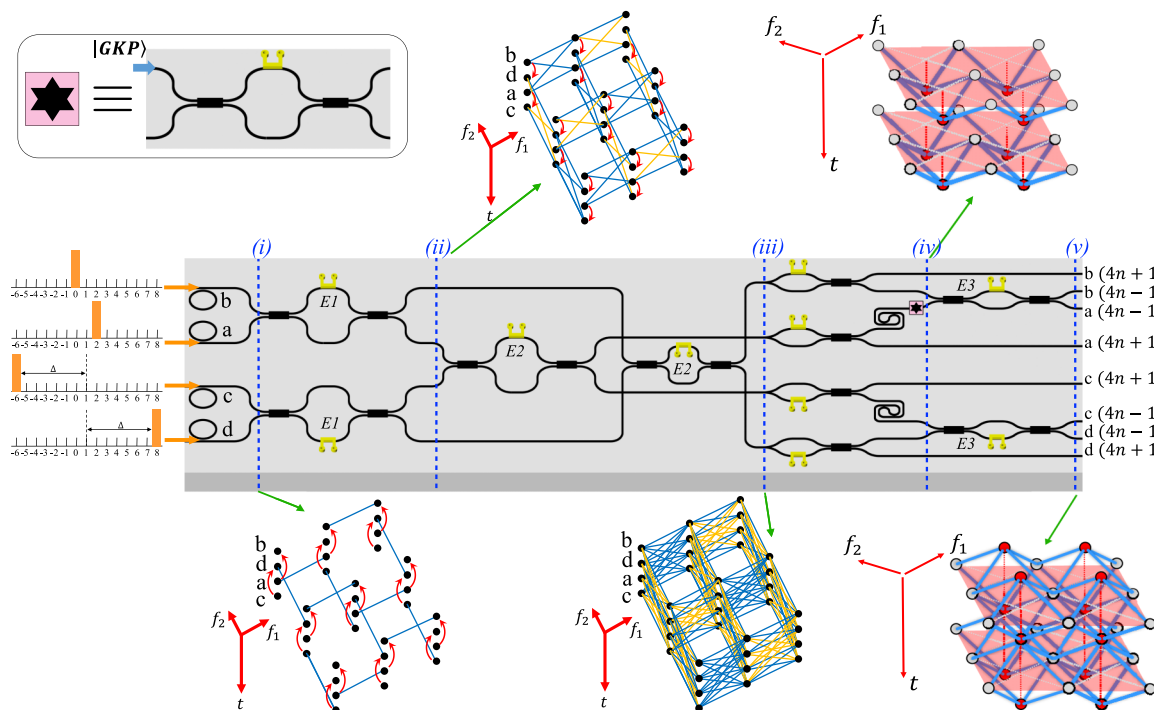 |GKP⟩
b
d
a
c
f2
f1
t
f2
f1
t
(i)
(ii)
(iii)
(iv)
(v)
-6 -5 -4 -3 -2 -1 0 1 2 3 4 5 6 7 8
-6 -5 -4 -3 -2 -1 0 1 2 3 4 5 6 7 8
Δ
-6 -5 -4 -3 -2 -1 0 1 2 3 4 5 6 7 8
Δ
-6 -5 -4 -3 -2 -1 0 1 2 3 4 5 6 7 8
b
a
c
d
E1
E1
E2
E2
E3
E3
b (4n + 1
b (4n − 1
a (4n − 1
a (4n + 1
c (4n + 1
c (4n − 1
d (4n − 1
d (4n + 1
b
d
a
c
f2
f1
t
b
d
a
c
f2
f1
t
f2
f1
t